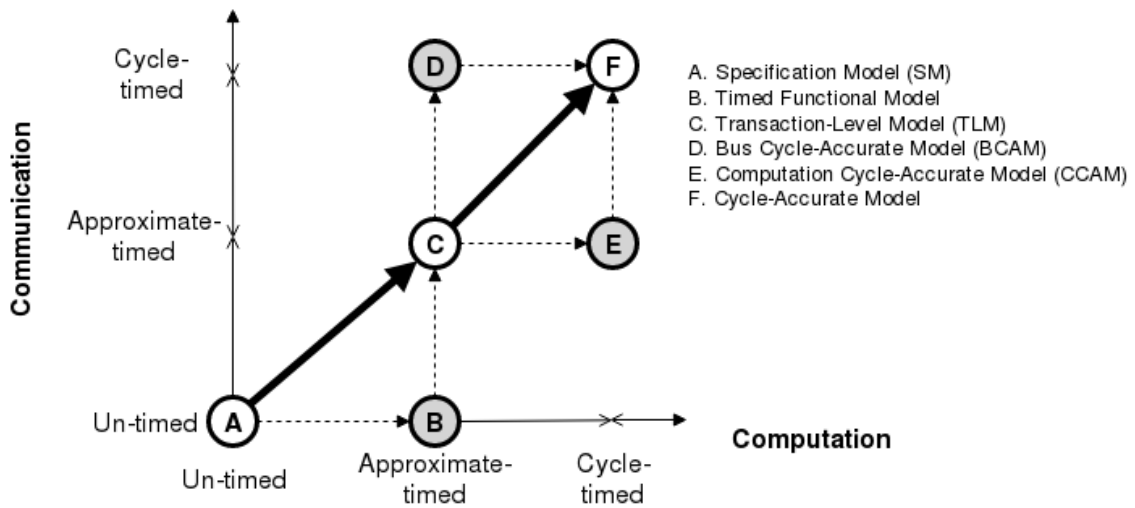 Cycle-
timed
D
F
A. Specification Model (SM)
B. Timed Functional Model
C. Transaction-Level Model (TLM)
D. Bus Cycle-Accurate Model (BCAM)
E. Computation Cycle-Accurate Model (CCAM)
F. Cycle-Accurate Model
Communication
Approximate-
timed
C
E
Un-timed
A
B
Computation
Un-timed
Approximate-
timed
Cycle-
timed